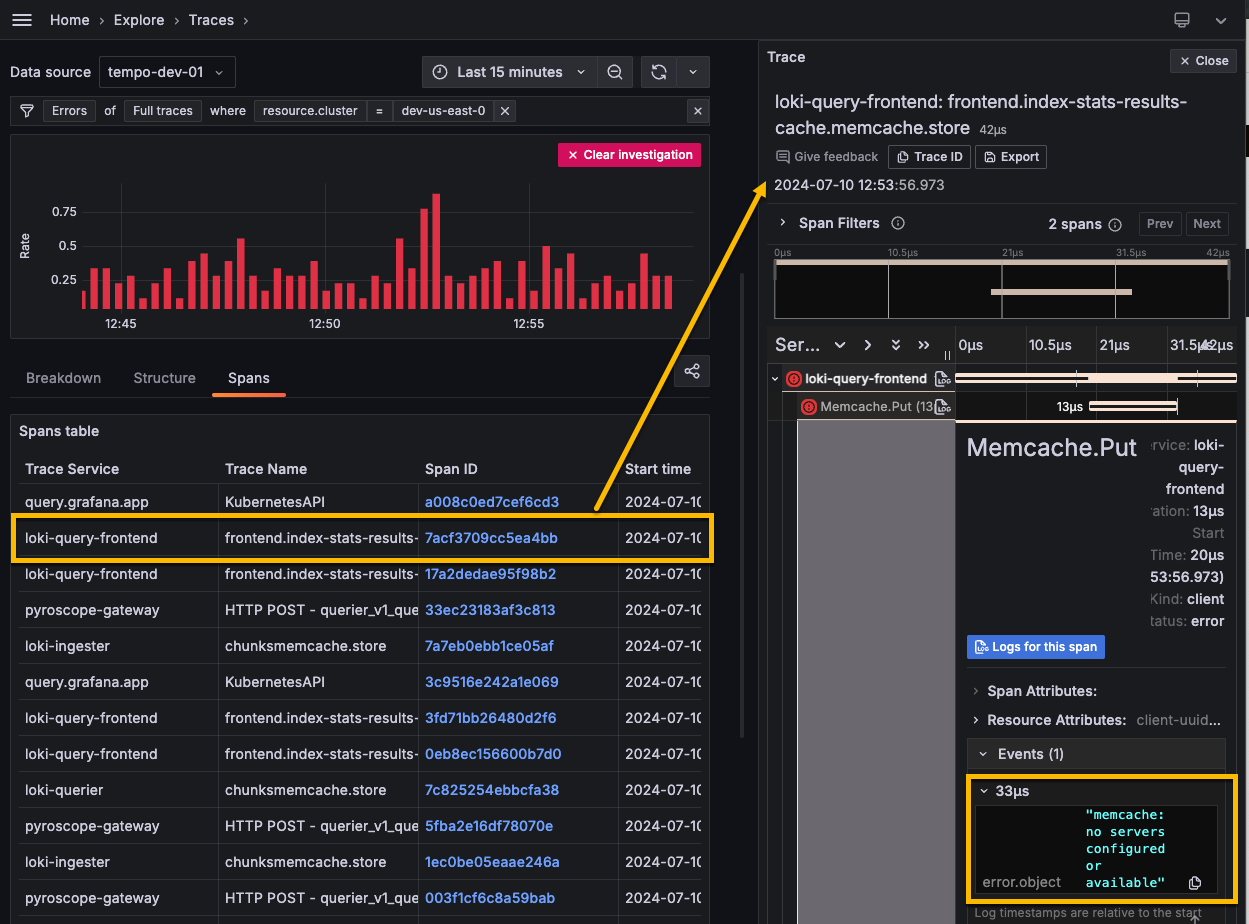 Home › Explore › Traces ›
Data source tempo-dev-01
Last 15 minutes
Errors of Full traces where resource.cluster = dev-us-east-0
Clear investigation
Rate
0.75
0.5
0.25
12:45 12:50 12:55
Breakdown Structure Spans
Spans table
Trace Service Trace Name Span ID Start time
query.grafana.app KubernetesAPI a008c0ed7cef6cd3 2024-07-10
loki-query-frontend frontend.index-stats-results- 7acf3709cc5ea4bb 2024-07-10
loki-query-frontend frontend.index-stats-results- 17a2dedae95f98b2 2024-07-10
pyroscope-gateway HTTP POST - querier_v1_que 33ec23183af3c813 2024-07-10
loki-ingester chunksmemcache.store 7a7eb0ebb1ce05af 2024-07-10
query.grafana.app KubernetesAPI 3c9516e242a1e069 2024-07-10
loki-query-frontend frontend.index-stats-results- 3fd71bb26480d2f6 2024-07-10
loki-query-frontend frontend.index-stats-results- 0eb8ec156600b7d0 2024-07-10
loki-querier chunksmemcache.store 7c825254ebbcfa38 2024-07-10
pyroscope-gateway HTTP POST - querier_v1_que 5fba2e16df78070e 2024-07-10
loki-ingester chunksmemcache.store 1ec0be05eaae246a 2024-07-10
pyroscope-gateway HTTP POST - querier_v1_que 003f1cf6c8a59bab 2024-07-10
Trace
Close
loki-query-frontend: frontend.index-stats-results-
cache.memcache.store 42μs
Give feedback Trace ID Export
2024-07-10 12:53:56.973
Span Filters 2 spans Prev Next
0μs 10.5μs 21μs 31.5μs 42μs
Ser... 0μs 10.5μs 21μs 31.5μs 42μs
loki-query-frontend LOG
Memcache.Put (13 LOG 13μs
Memcache.Put
rvice: loki-
query-
frontend
ration: 13μs
Start
Time: 20μs
53:56.973)
Kind: client
tatus: error
LOG Logs for this span
Span Attributes:
Resource Attributes: client-uuid...
Events (1)
33μs
"memcache:
no servers
configured
or
error.object available"
Log timestamps are relative to the start